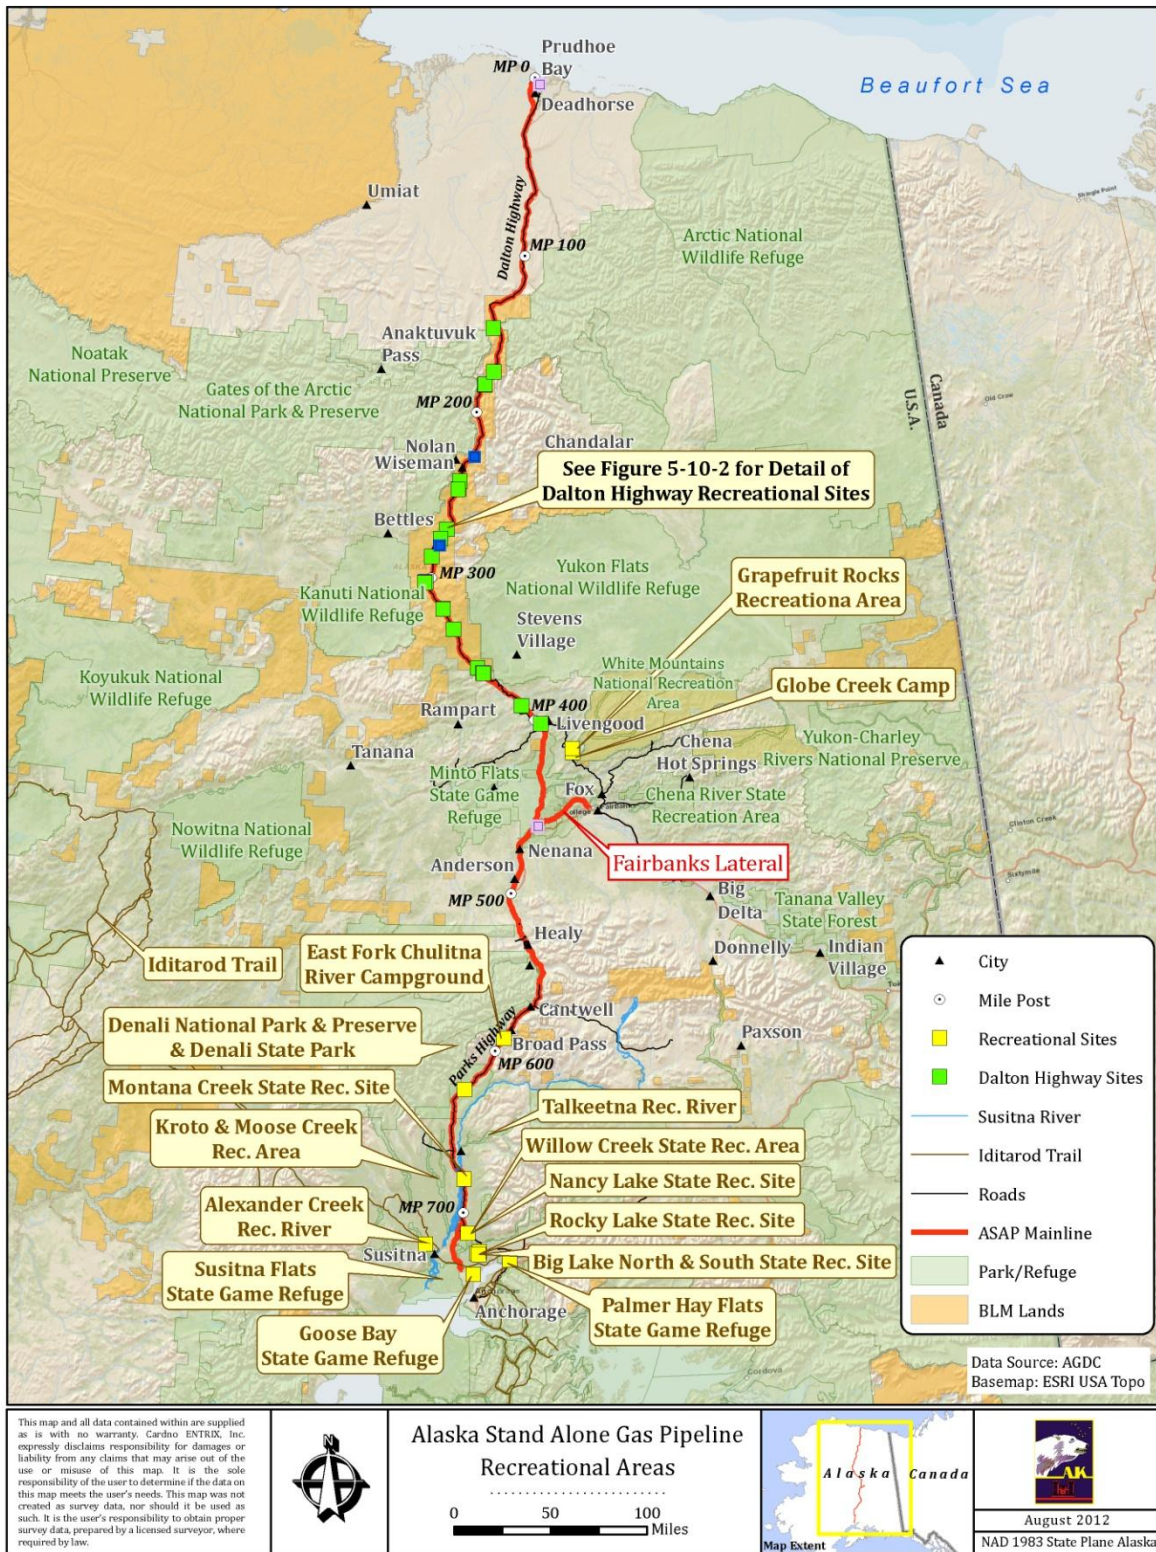 Prudhoe
Bay
MP 0
Deadhorse
Beaufort Sea
Umiat
Shingle Point
Dalton Highway
MP 100
Arctic National
Wildlife Refuge
Anaktuvuk
Pass
Noatak
National Preserve
Gates of the Arctic
National Park & Preserve
MP 200
Canada
U.S.A.
Old Crow
Nolan
Wiseman
Chandalar
See Figure 5-10-2 for Detail of
Dalton Highway Recreational Sites
Bettles
MP 300
Yukon Flats
National Wildlife Refuge
Kanuti National
Wildlife Refuge
Grapefruit Rocks
Recreationa Area
Stevens
Village
Koyukuk National
Wildlife Refuge
White Mountains
National Recreation
Area
Globe Creek Camp
Rampart
MP 400
Livengood
Tanana
Chena
Hot Springs
Yukon-Charley
Rivers National Preserve
Minto Flats
State Game
Refuge
Fox
College
Fairbanks
Chena River State
Recreation Area
Nowitna National
Wildlife Refuge
Clinton Creek
Nenana
Anderson
Fairbanks Lateral
Sixtymile
MP 500
Big
Delta
Tanana Valley
State Forest
Healy
Donnelly
Indian
Village
Iditarod Trail
East Fork Chulitna
River Campground
Cantwell
Denali National Park & Preserve
& Denali State Park
Parks Highway
Broad Pass
Paxson
MP 600
Montana Creek State Rec. Site
Talkeetna Rec. River
Kroto & Moose Creek
Rec. Area
Willow Creek State Rec. Area
Nancy Lake State Rec. Site
Alexander Creek
Rec. River
MP 700
Rocky Lake State Rec. Site
Susitna
Big Lake North & South State Rec. Site
Susitna Flats
State Game Refuge
Anchorage
Palmer Hay Flats
State Game Refuge
Goose Bay
State Game Refuge
Cordova
City
Mile Post
Recreational Sites
Dalton Highway Sites
Susitna River
Iditarod Trail
Roads
ASAP Mainline
Park/Refuge
BLM Lands
Data Source: AGDC
Basemap: ESRI USA Topo
This map and all data contained within are supplied
as is with no warranty. Cardno ENTRIX, Inc.
expressly disclaims responsibility for damages or
liability from any claims that may arise out of the
use or misuse of this map. It is the sole
responsibility of the user to determine if the data on
this map meets the user's needs. This map was not
created as survey data, nor should it be used as
such. It is the user's responsibility to obtain proper
survey data, prepared by a licensed surveyor, where
required by law.
N
Alaska Stand Alone Gas Pipeline
Recreational Areas
0 50 100
Miles
Alaska
Canada
Map Extent
AK
August 2012
NAD 1983 State Plane Alaska